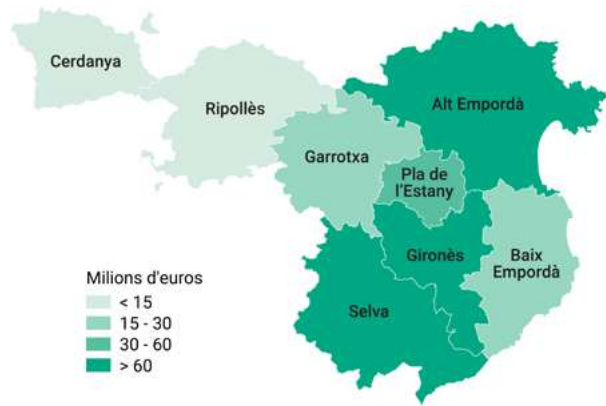 Cerdanya
Ripollès
Alt Empordà
Garrotxa
Pla de
l'Estany
Gironès
Baix
Empordà
Selva
Milions d'euros
< 15
15 - 30
30 - 60
> 60